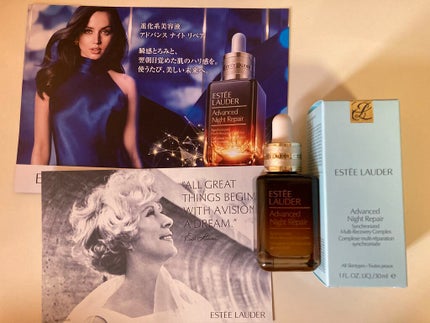 進化系美容液
アドバンス ナイト リペア
瞬感とろみと、
翌朝目覚めた肌のハリ感を。
使うたび、美しい未来へ。
ESTĒE
LAUDER
Advanced
Night Repair
"ALL GREAT
THINGS BEGIN
WITH A VISION
A DREAM."
ESTĒE LAUDER
ESTĒE
LAUDER
Advanced
Night Repair
ESTĒE LAUDER
Advanced
Night Repair
Synchronized
Multi-Recovery Complex
Complexe multi-réparation
synchronisée
All Skintypes • Toutes peaux
1 FL.OZ.LIQ./30ml ℮